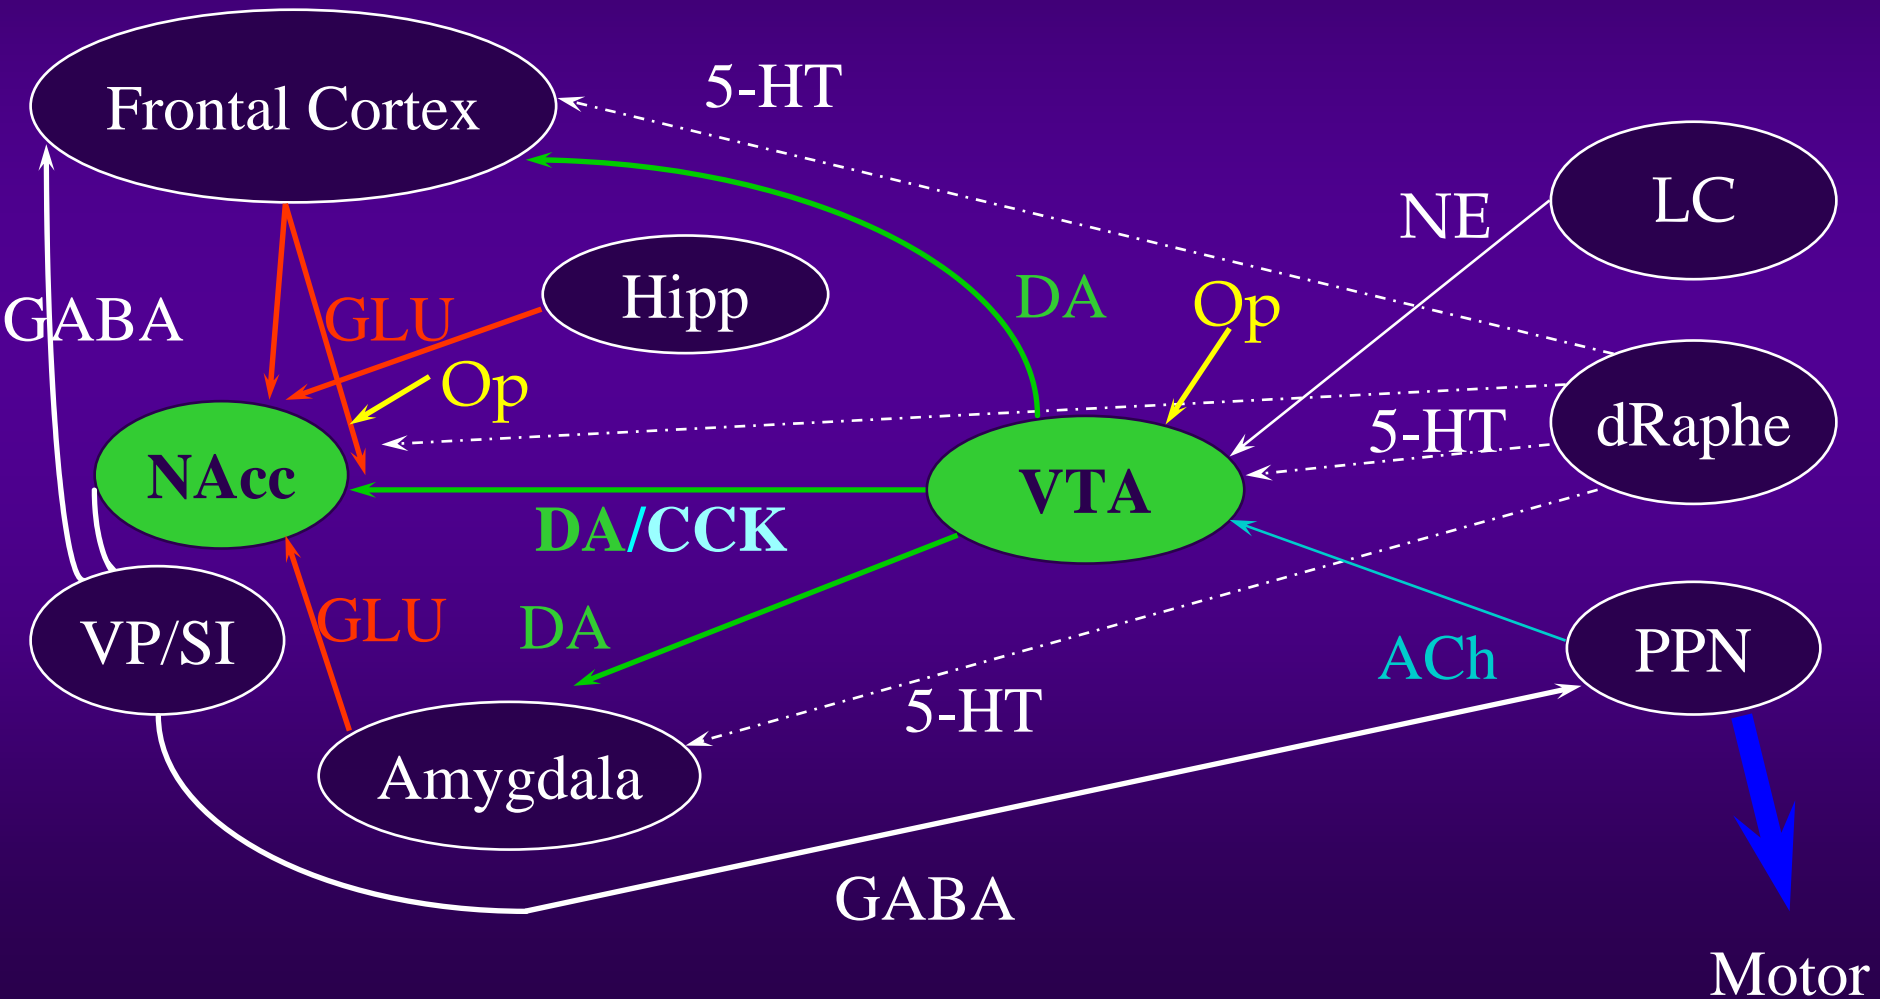 5-HT
Frontal Cortex
LC
NE
Hipp
DA
Op
GABA
GLU
Op
5-HT
dRaphe
NAcc
VTA
DA/CCK
GLU
DA
VP/SI
ACh
PPN
5-HT
Amygdala
GABA
Motor